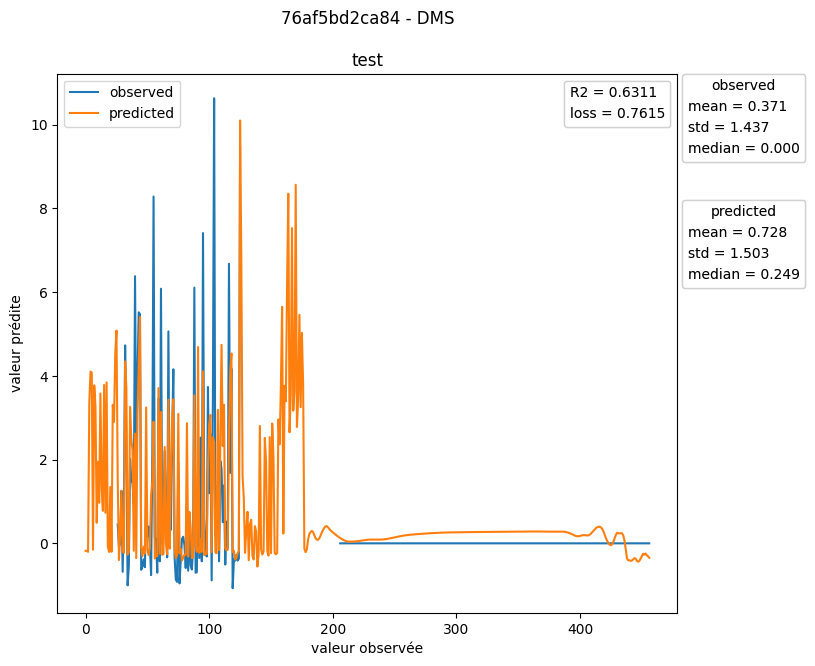 76af5bd2ca84 - DMS
test
observed
predicted
R2 = 0.6311
loss = 0.7615
observed
mean = 0.371
std = 1.437
median = 0.000
predicted
mean = 0.728
std = 1.503
median = 0.249
valeur prédite
10
8
6
4
2
0
0 100 200 300 400
valeur observée